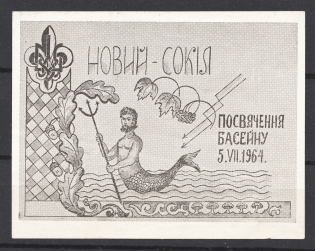 НОВИЙ - СОКІЛ
ПОСВЯЧЕННЯ
БАСЕЙНУ
5. VII. 1964.